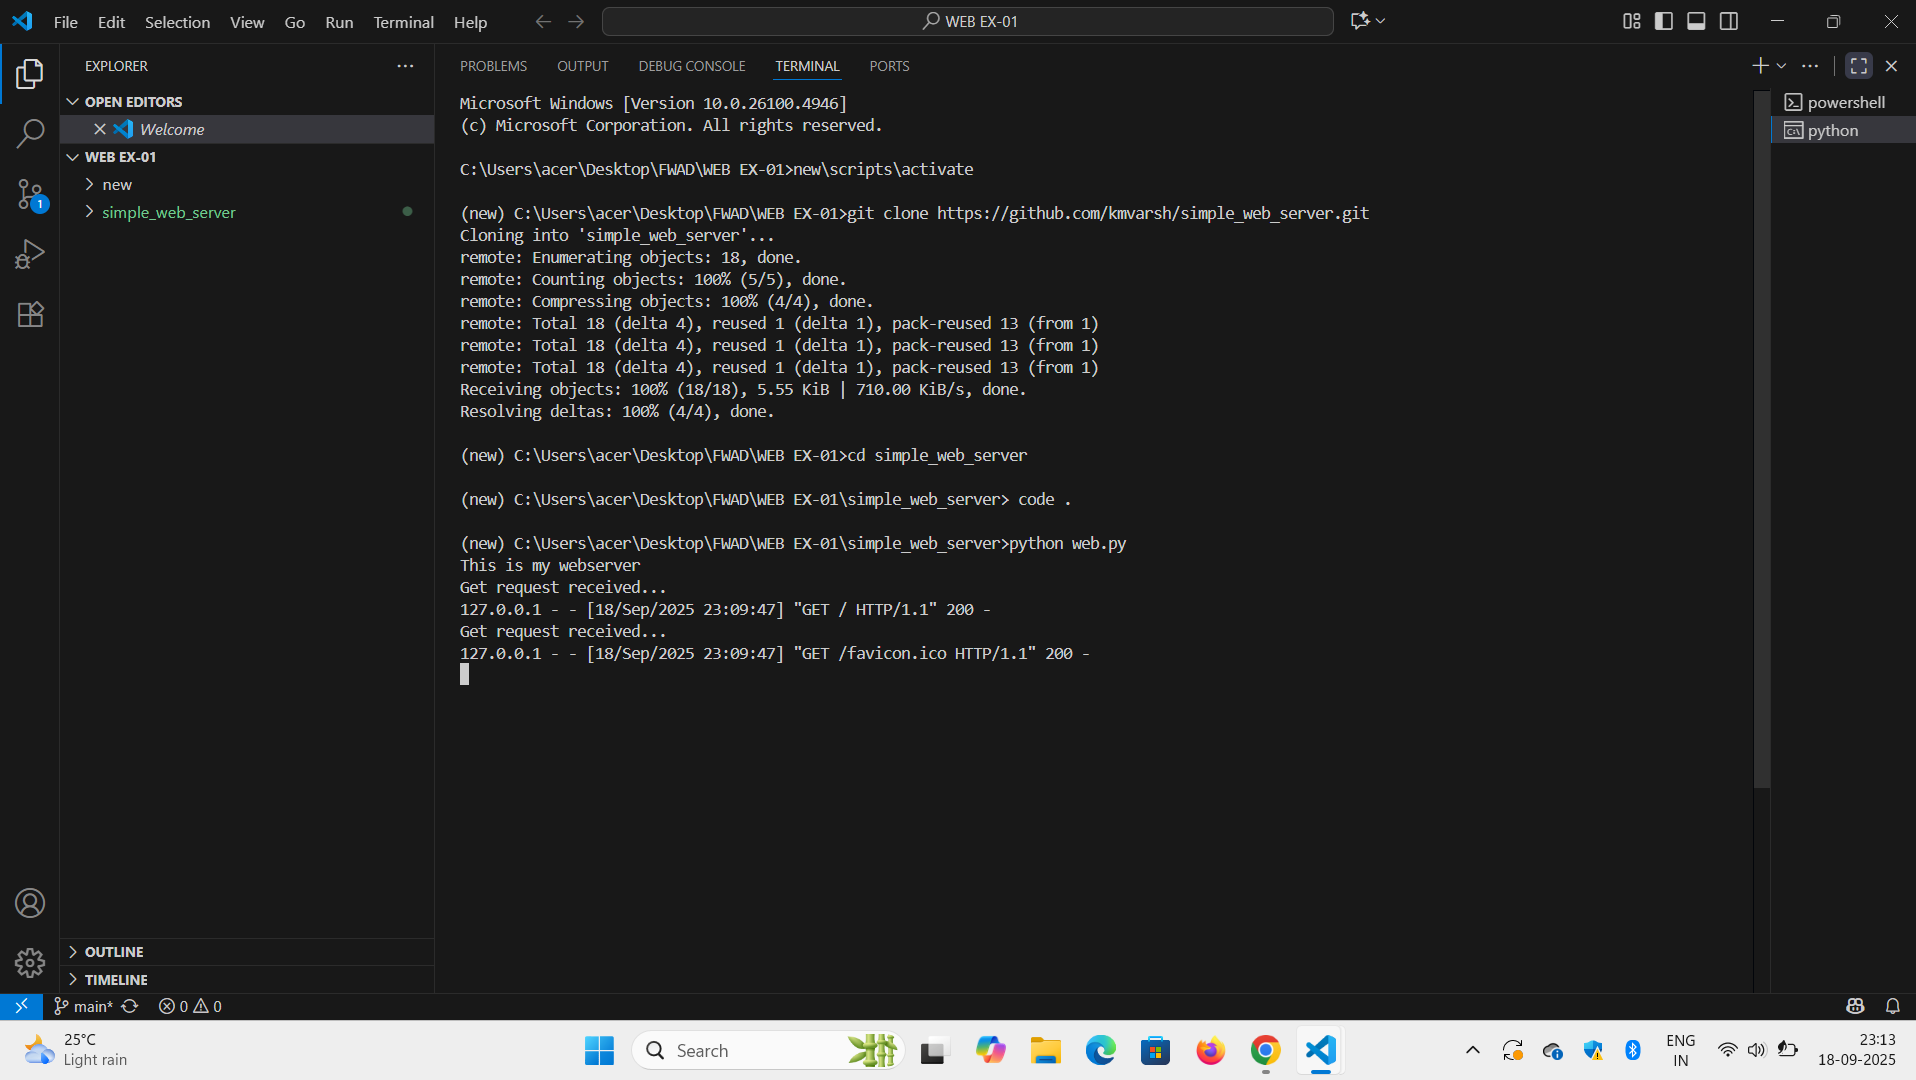 File Edit Selection View Go Run Terminal Help
WEB EX-01
EXPLORER
OPEN EDITORS
Welcome
WEB EX-01
new
simple_web_server
OUTLINE
TIMELINE
1
PROBLEMS OUTPUT DEBUG CONSOLE TERMINAL PORTS
Microsoft Windows [Version 10.0.26100.4946]
(c) Microsoft Corporation. All rights reserved.
C:\Users\acer\Desktop\FWAD\WEB EX-01>new\scripts\activate
(new) C:\Users\acer\Desktop\FWAD\WEB EX-01>git clone https://github.com/kmvarsh/simple_web_server.git
Cloning into 'simple_web_server'...
remote: Enumerating objects: 18, done.
remote: Counting objects: 100% (5/5), done.
remote: Compressing objects: 100% (4/4), done.
remote: Total 18 (delta 4), reused 1 (delta 1), pack-reused 13 (from 1)
remote: Total 18 (delta 4), reused 1 (delta 1), pack-reused 13 (from 1)
remote: Total 18 (delta 4), reused 1 (delta 1), pack-reused 13 (from 1)
Receiving objects: 100% (18/18), 5.55 KiB | 710.00 KiB/s, done.
Resolving deltas: 100% (4/4), done.
(new) C:\Users\acer\Desktop\FWAD\WEB EX-01>cd simple_web_server
(new) C:\Users\acer\Desktop\FWAD\WEB EX-01\simple_web_server> code .
(new) C:\Users\acer\Desktop\FWAD\WEB EX-01\simple_web_server>python web.py
This is my webserver
Get request received...
127.0.0.1 - - [18/Sep/2025 23:09:47] "GET / HTTP/1.1" 200 -
Get request received...
127.0.0.1 - - [18/Sep/2025 23:09:47] "GET /favicon.ico HTTP/1.1" 200 -
powershell
python
main* 0 0
25°C
Light rain
Search
ENG
IN
23:13
18-09-2025